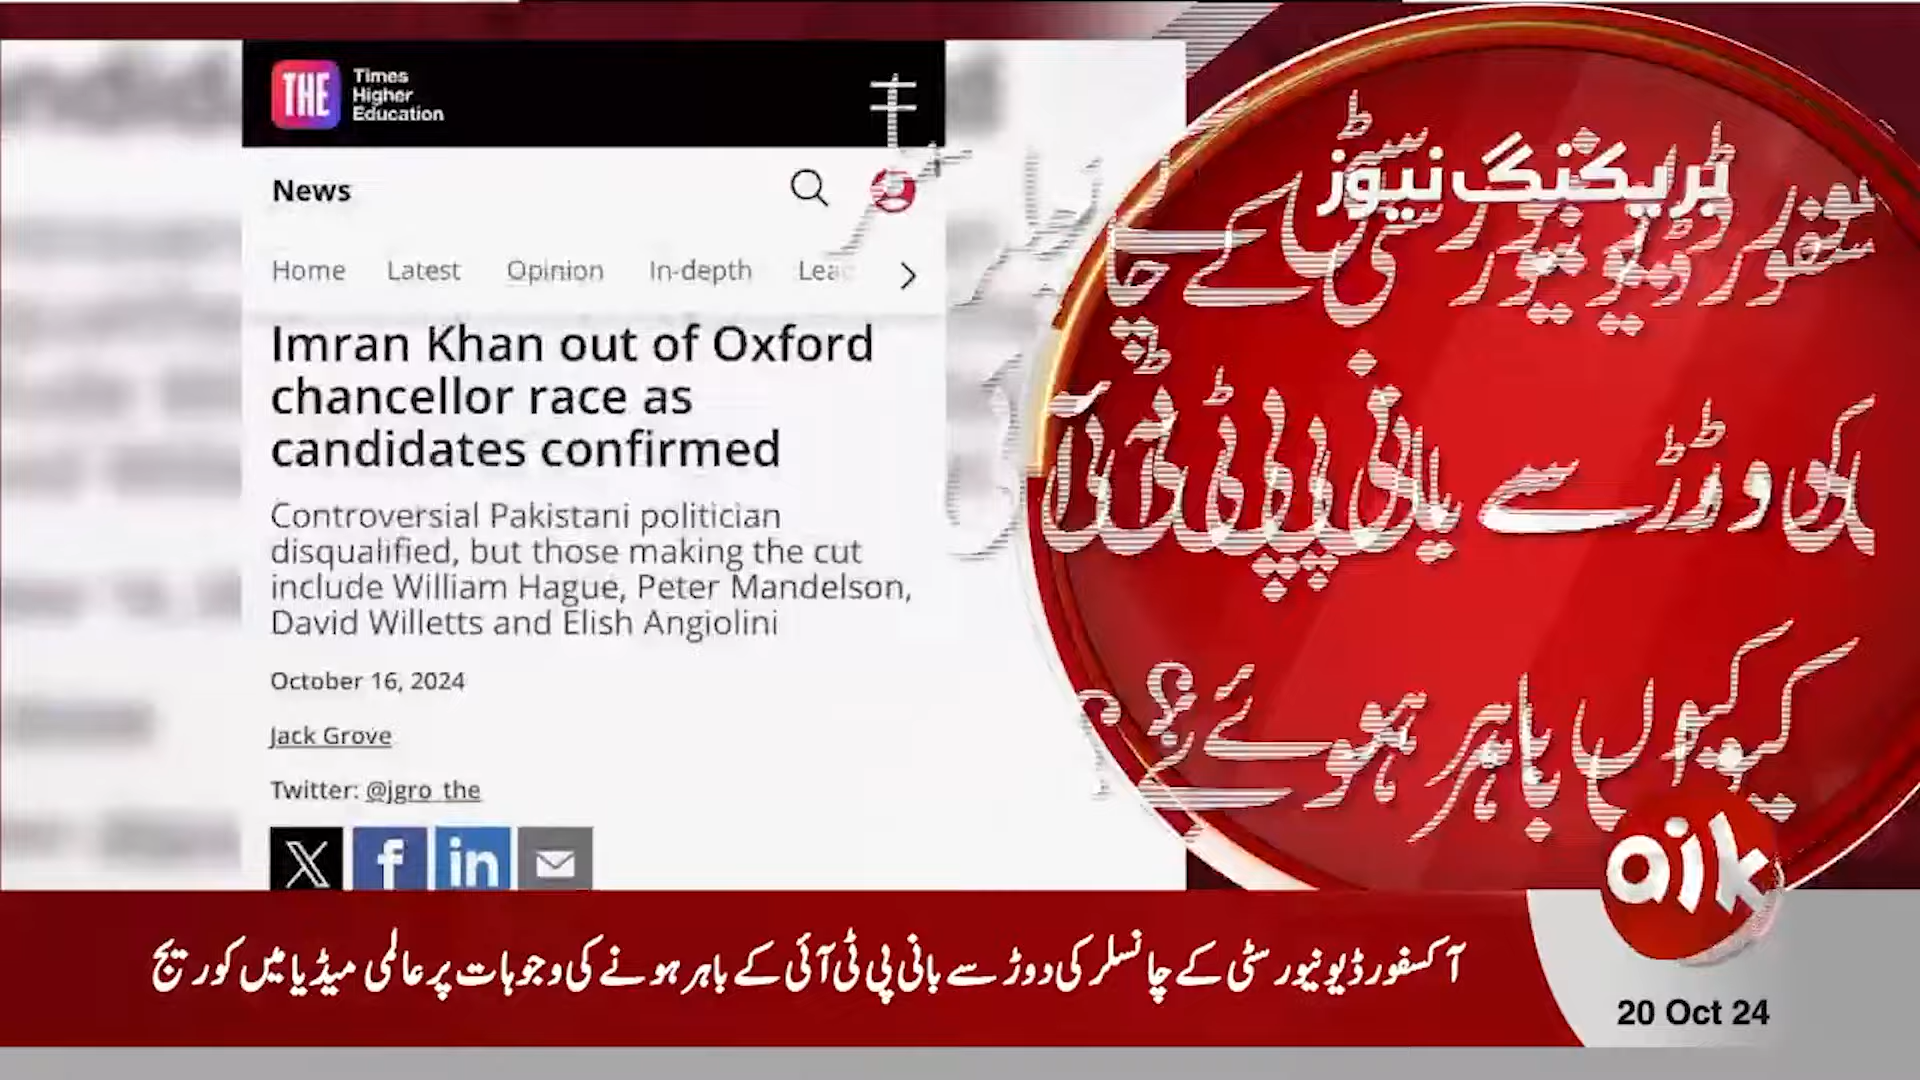 THE
Times
Higher
Education
News
Home Latest Opinion In-depth Lea
Imran Khan out of Oxford
chancellor race as
candidates confirmed
Controversial Pakistani politician
disqualified, but those making the cut
include William Hague, Peter Mandelson,
David Willetts and Elish Angiolini
October 16, 2024
Jack Grove
Twitter: @jgro_the
X f in
بریکنگ نیوز
یونیورسٹی کے
سے بانی پی ٹی آئی
کیوں باہر ہوئے؟
aik
آکسفورڈ یونیورسٹی کے چانسلر کی دوڑ سے بانی پی ٹی آئی کے باہر ہونے کی وجوہات پر عالمی میڈیا میں کوریج
20 Oct 24